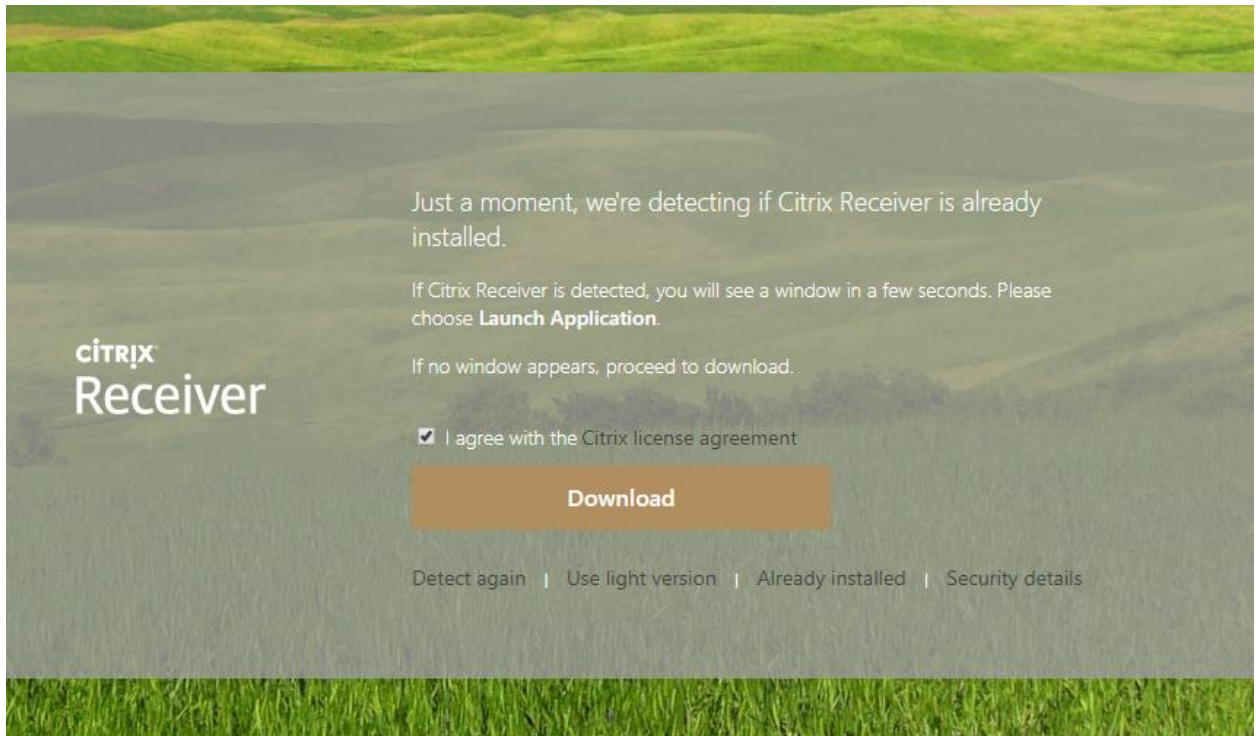 Just a moment, we're detecting if Citrix Receiver is already
installed.
If Citrix Receiver is detected, you will see a window in a few seconds. Please
choose Launch Application.
If no window appears, proceed to download.
CİTRIX
Receiver
I agree with the Citrix license agreement
Download
Detect again | Use light version | Already installed | Security details